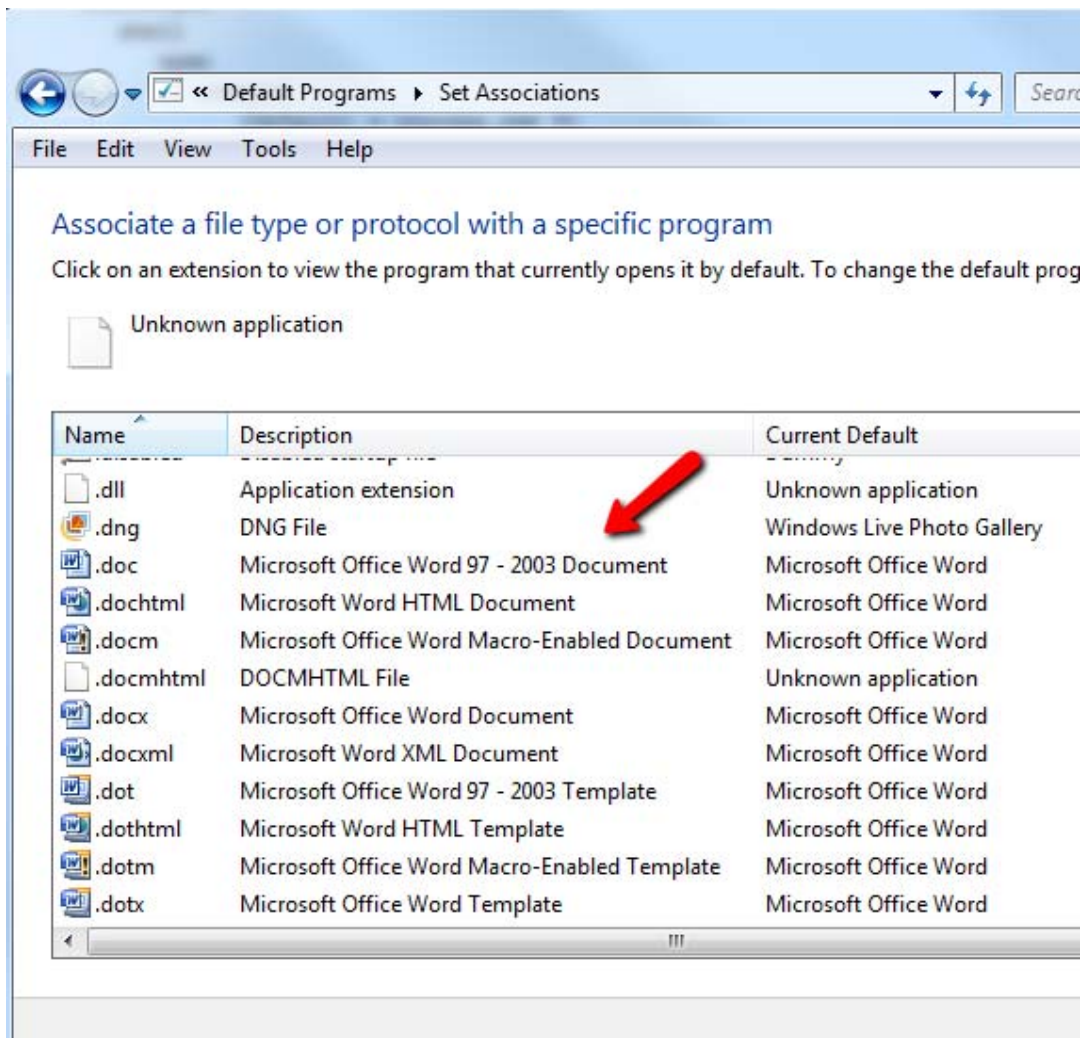 « Default Programs ▸ Set Associations Searc
File Edit View Tools Help
Associate a file type or protocol with a specific program
Click on an extension to view the program that currently opens it by default. To change the default prog
Unknown application
Name Description Current Default
.dll Application extension Unknown application
.dng DNG File Windows Live Photo Gallery
.doc Microsoft Office Word 97 - 2003 Document Microsoft Office Word
.dochtml Microsoft Word HTML Document Microsoft Office Word
.docm Microsoft Office Word Macro-Enabled Document Microsoft Office Word
.docmhtml DOCMHTML File Unknown application
.docx Microsoft Office Word Document Microsoft Office Word
.docxml Microsoft Word XML Document Microsoft Office Word
.dot Microsoft Office Word 97 - 2003 Template Microsoft Office Word
.dothtml Microsoft Word HTML Template Microsoft Office Word
.dotm Microsoft Office Word Macro-Enabled Template Microsoft Office Word
.dotx Microsoft Office Word Template Microsoft Office Word